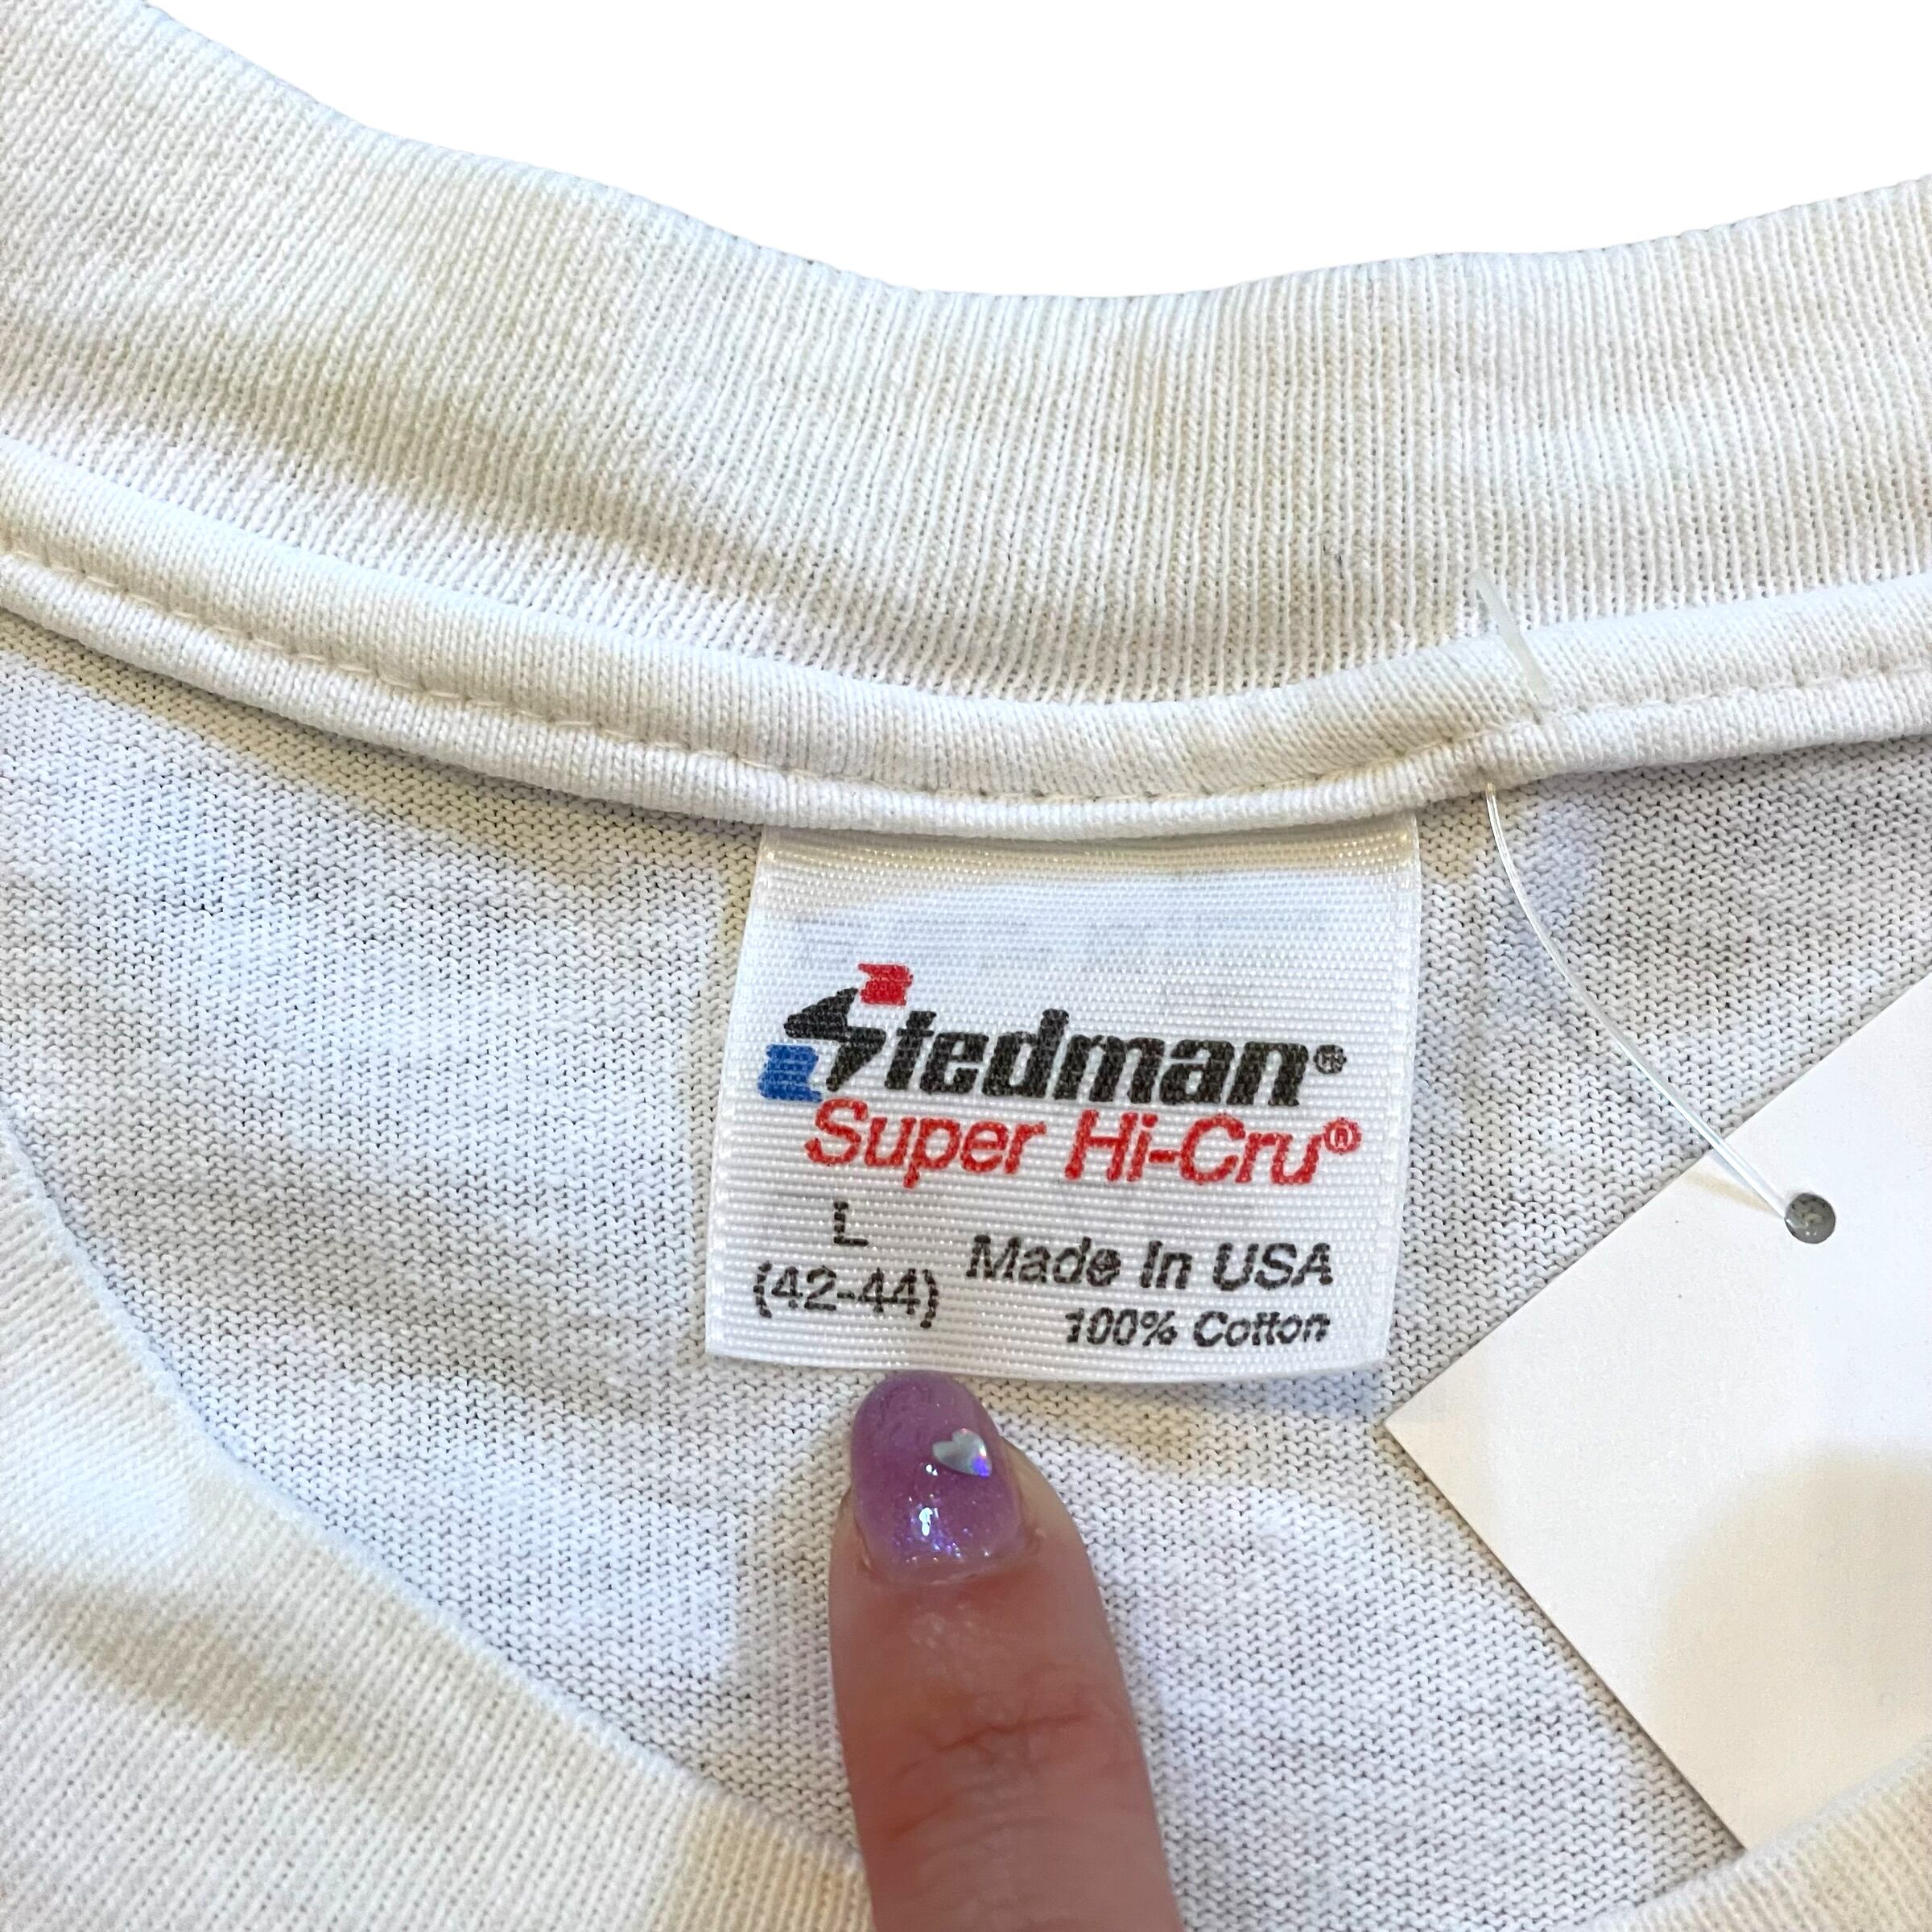 Stedman®
Super Hi-Cru®
L
(42-44)
Made In USA
100% Cotton